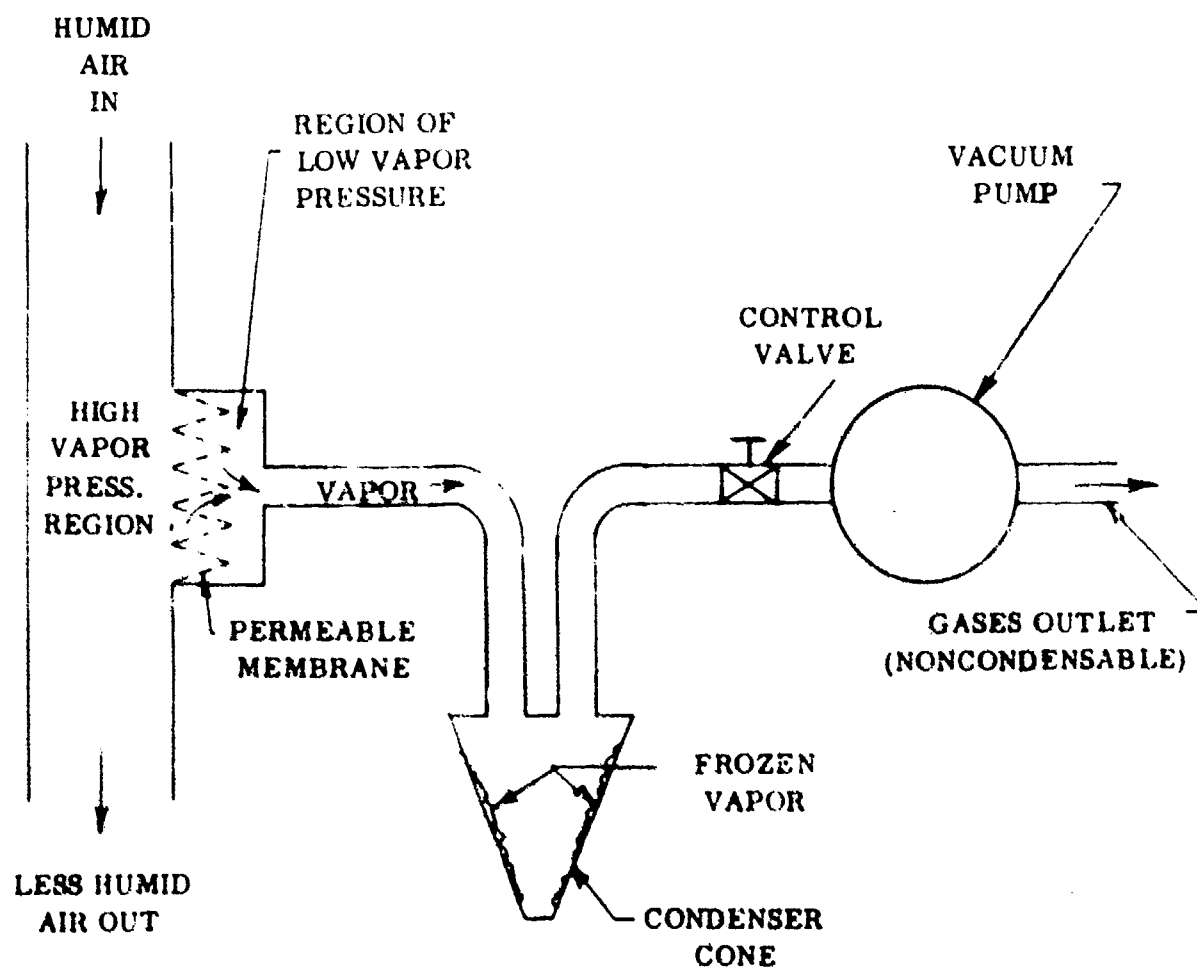 HUMID
AIR
IN
REGION OF
LOW VAPOR
PRESSURE
VACUUM
PUMP
CONTROL
VALVE
HIGH
VAPOR
PRESS.
REGION
VAPOR
PERMEABLE
MEMBRANE
GASES OUTLET
(NONCONDENSABLE)
FROZEN
VAPOR
LESS HUMID
AIR OUT
CONDENSER
CONE